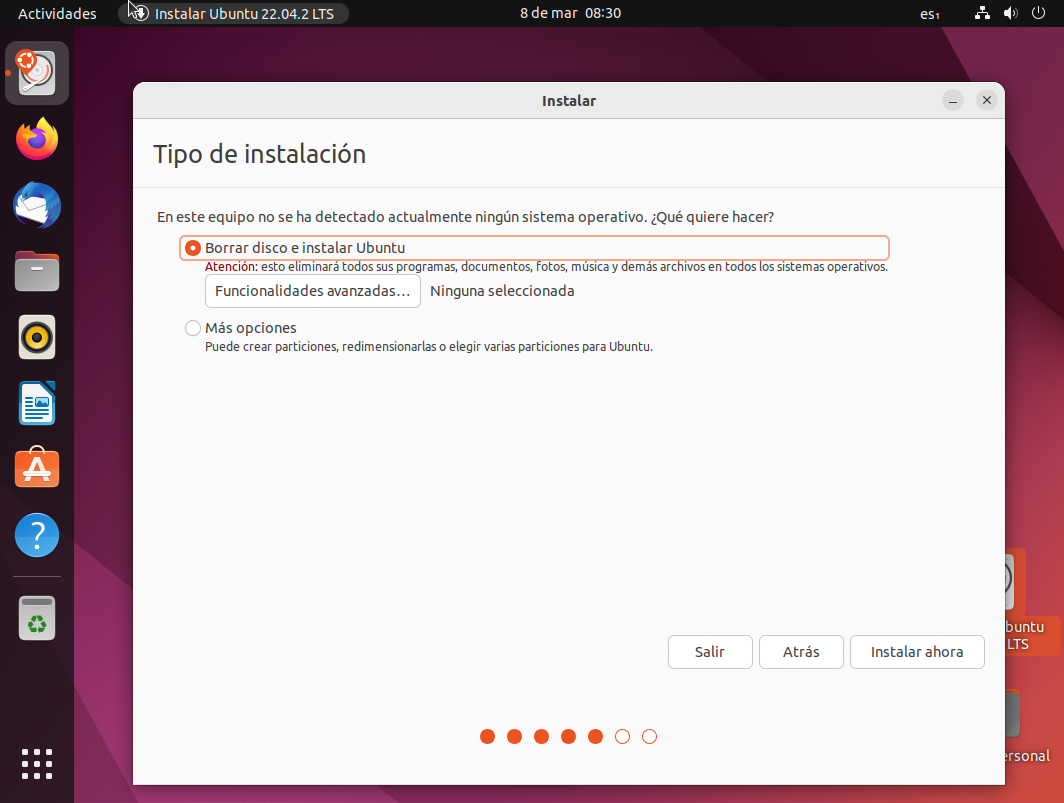 Actividades
Instalar Ubuntu 22.04.2 LTS
8 de mar 08:30
es₁
Instalar
Tipo de instalación
En este equipo no se ha detectado actualmente ningún sistema operativo. ¿Qué quiere hacer?
Borrar disco e instalar Ubuntu
Atención: esto eliminará todos sus programas, documentos, fotos, música y demás archivos en todos los sistemas operativos.
Funcionalidades avanzadas... Ninguna seleccionada
Más opciones
Puede crear particiones, redimensionarlas o elegir varias particiones para Ubuntu.
Salir
Atrás
Instalar ahora
buntu
LTS
ersonal